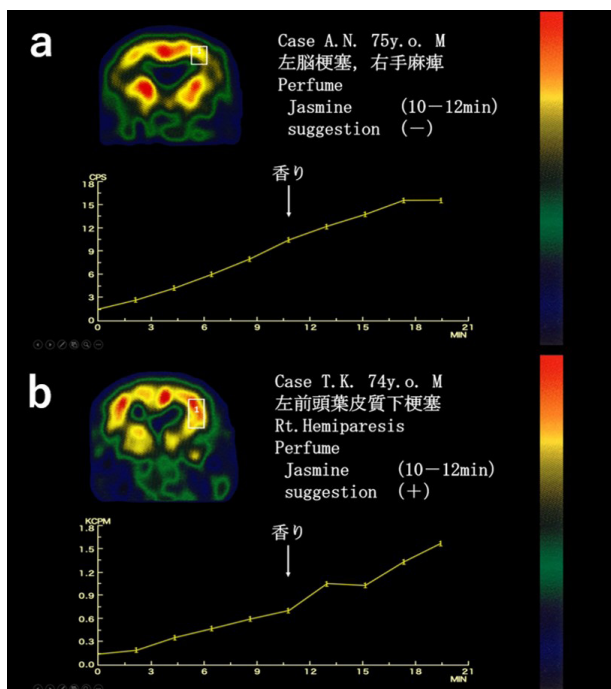 a
Case A.N. 75y.o. M
左脳梗塞，右手麻痺
Perfume
Jasmine (10－12min)
suggestion (－)
香り
CPS
18
15
12
9
6
3
0
0 3 6 9 12 15 18 21
MIN
b
Case T.K. 74y.o. M
左前頭葉皮質下梗塞
Rt.Hemiparesis
Perfume
Jasmine (10－12min)
suggestion (＋)
香り
KCPM
1.8
1.5
1.2
0.9
0.6
0.3
0.0
0 3 6 9 12 15 18 21
MIN